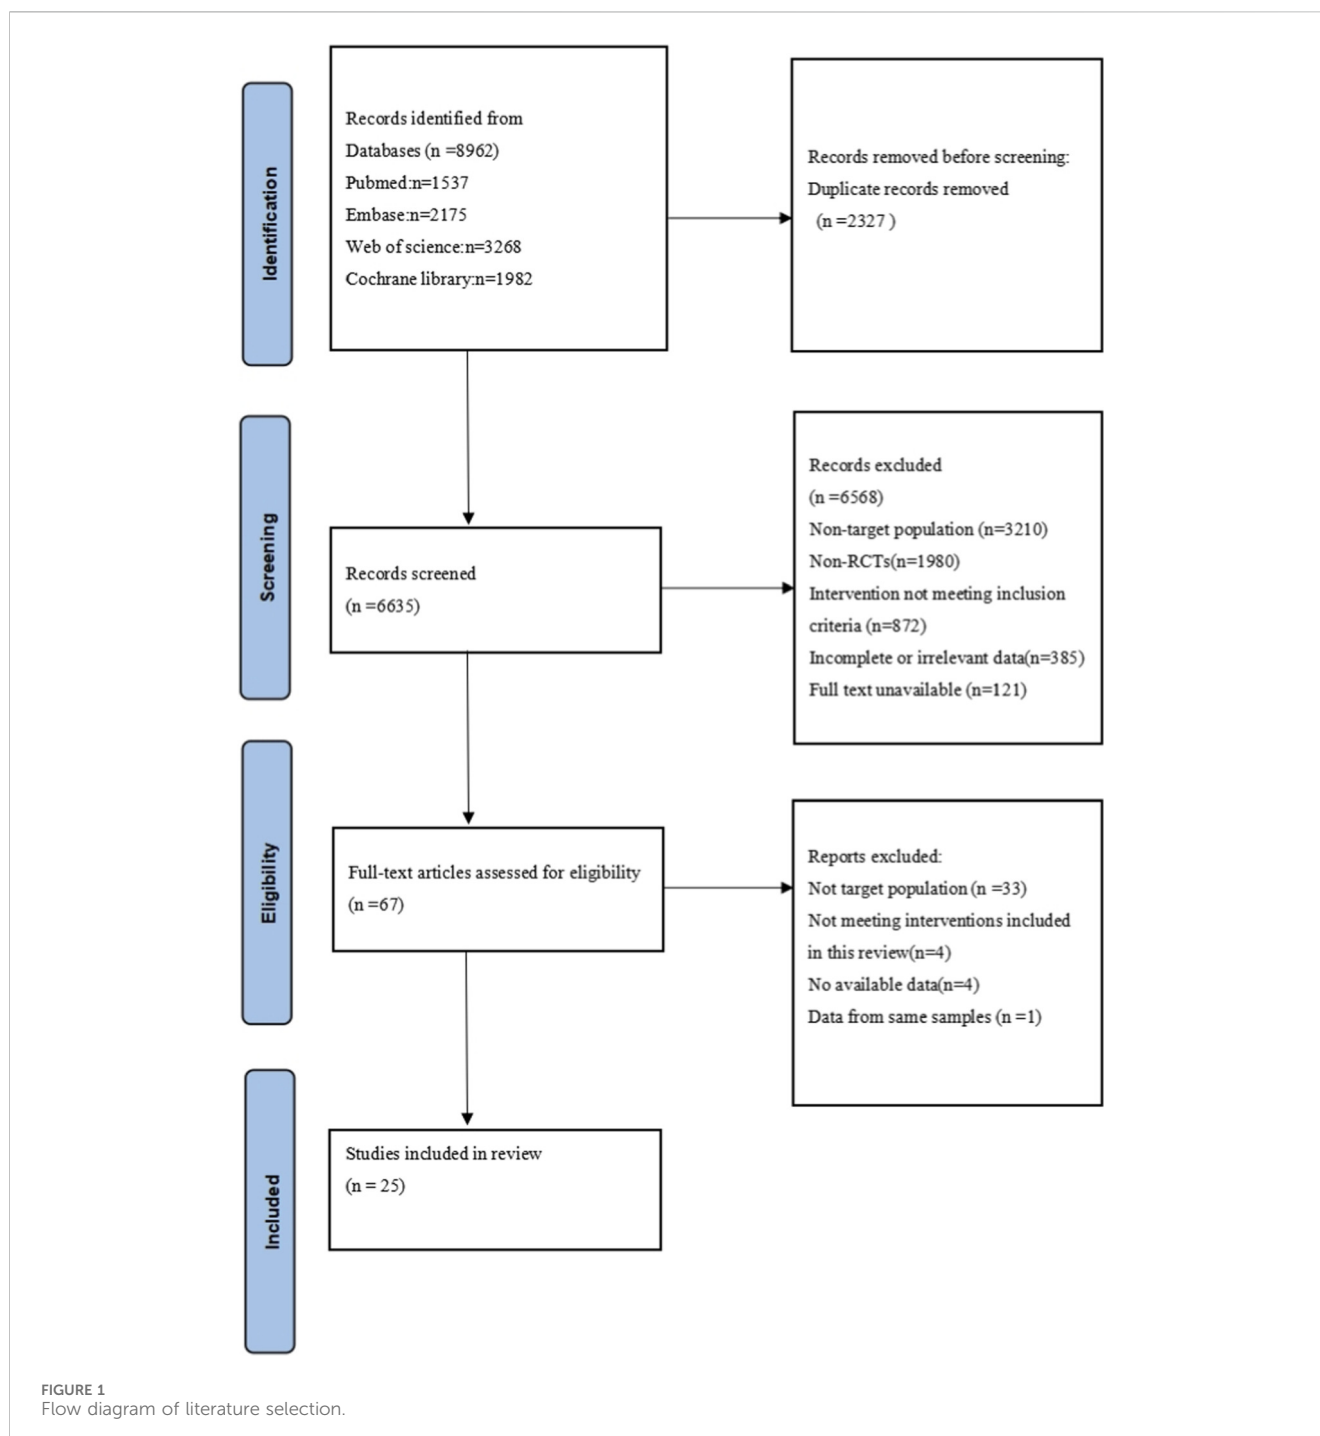 Identification
Records identified from
Databases (n =8962)
Pubmed:n=1537
Embase:n=2175
Web of science:n=3268
Cochrane library:n=1982
Records removed before screening:
Duplicate records removed
(n =2327 )
Screening
Records screened
(n =6635)
Records excluded
(n =6568)
Non-target population (n=3210)
Non-RCTs(n=1980)
Intervention not meeting inclusion
criteria (n=872)
Incomplete or irrelevant data(n=385)
Full text unavailable (n=121)
Eligibility
Full-text articles assessed for eligibility
(n =67)
Reports excluded:
Not target population (n =33)
Not meeting interventions included
in this review(n=4)
No available data(n=4)
Data from same samples (n =1)
Included
Studies included in review
(n = 25)
FIGURE 1
Flow diagram of literature selection.